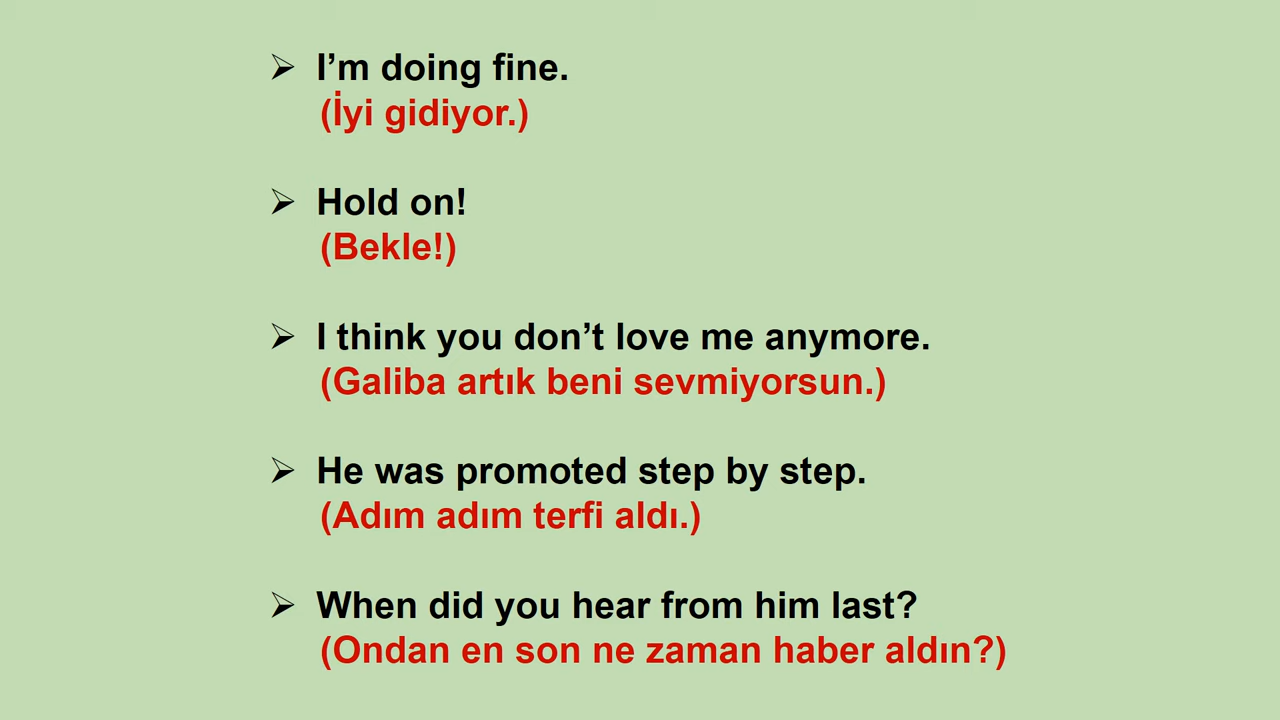 ➢ I’m doing fine.
(İyi gidiyor.)
➢ Hold on!
(Bekle!)
➢ I think you don’t love me anymore.
(Galiba artık beni sevmiyorsun.)
➢ He was promoted step by step.
(Adım adım terfi aldı.)
➢ When did you hear from him last?
(Ondan en son ne zaman haber aldın?)